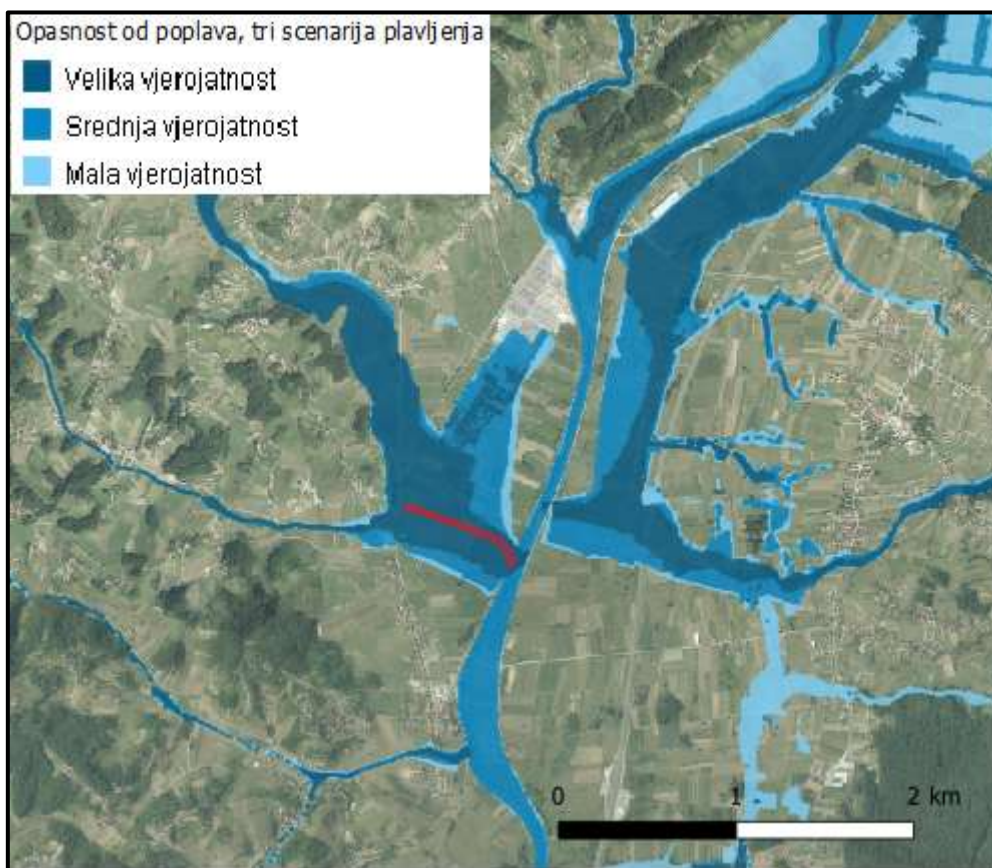 Opasnost od poplava, tri scenarija plavljenja
Velika vjerojatnost
Srednja vjerojatnost
Mala vjerojatnost
0 1 2 km